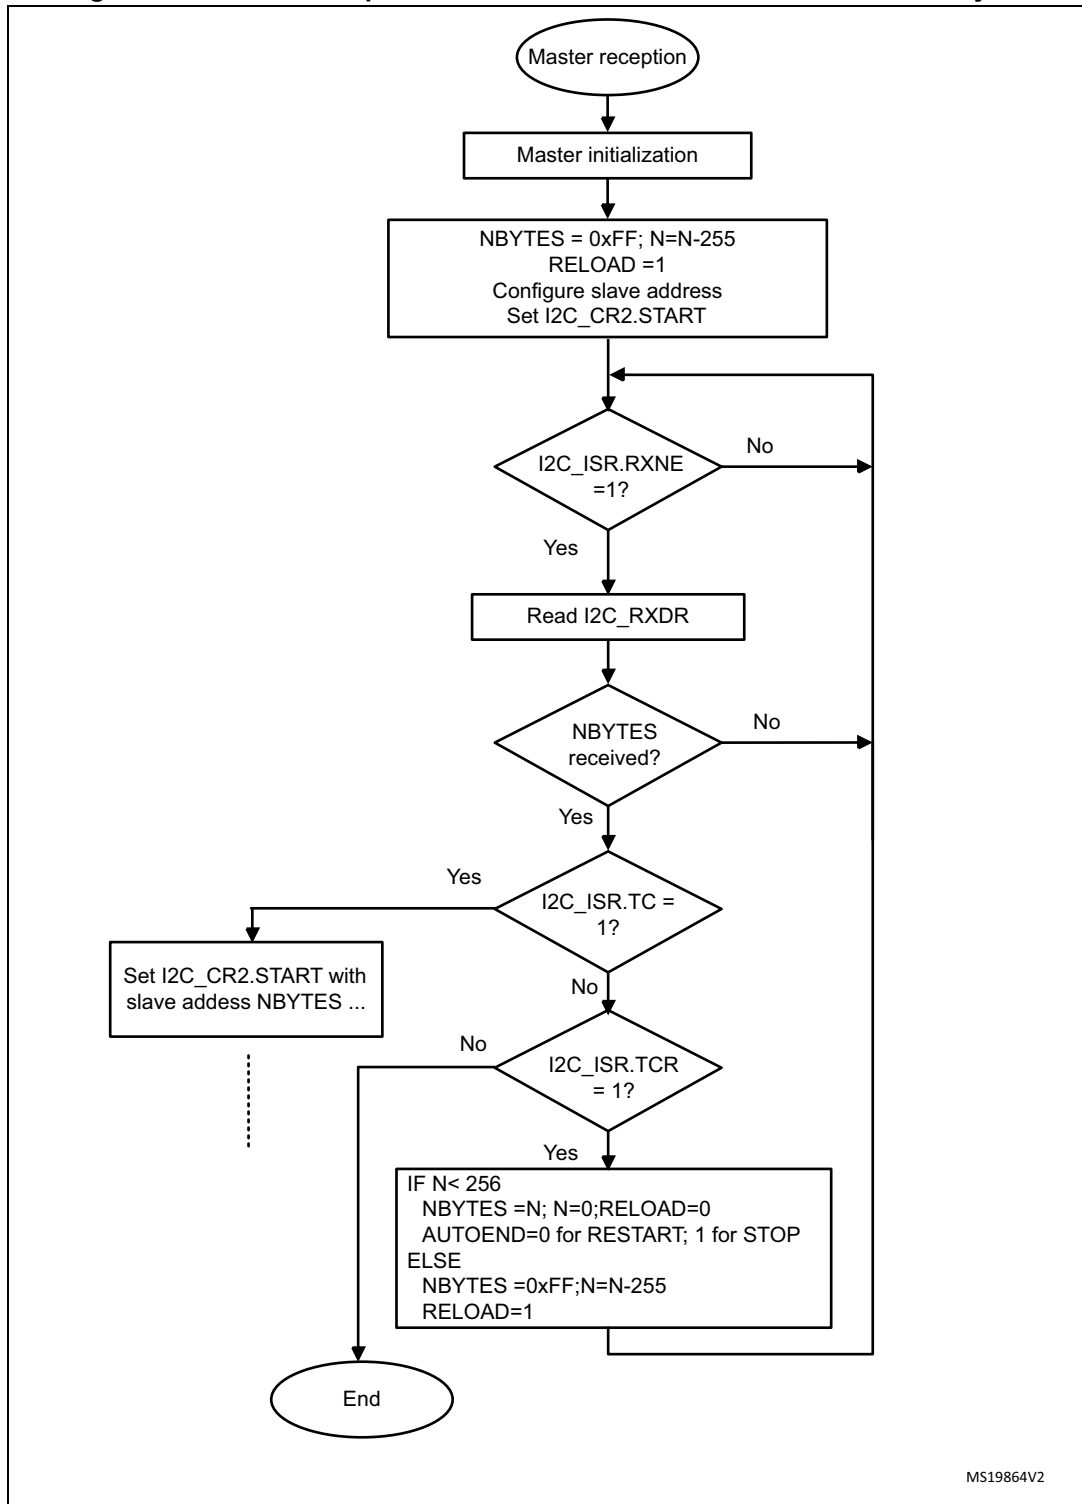 Master reception
Master initialization
NBYTES = 0xFF; N=N-255
RELOAD =1
Configure slave address
Set I2C_CR2.START
I2C_ISR.RXNE
=1?
No
Yes
Read I2C_RXDR
NBYTES
received?
No
Yes
I2C_ISR.TC =
1?
Yes
Set I2C_CR2.START with
slave addess NBYTES ...
No
I2C_ISR.TCR
= 1?
No
Yes
IF N< 256
NBYTES =N; N=0;RELOAD=0
AUTOEND=0 for RESTART; 1 for STOP
ELSE
NBYTES =0xFF;N=N-255
RELOAD=1
End
MS19864V2